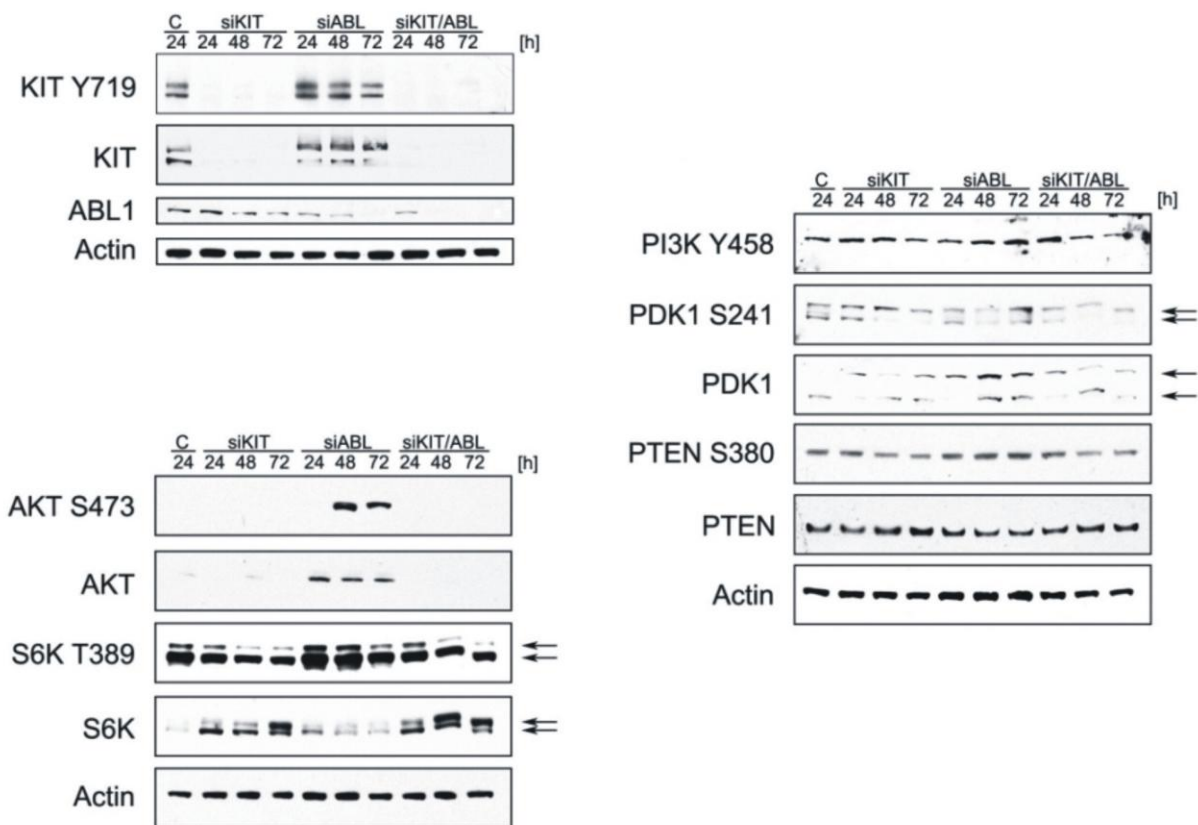 C siKIT siABL siKIT/ABL
24 24 48 72 24 48 72 24 48 72 [h]
KIT Y719
KIT
ABL1
Actin
C siKIT siABL siKIT/ABL
24 24 48 72 24 48 72 24 48 72 [h]
PI3K Y458
PDK1 S241
PDK1
PTEN S380
PTEN
Actin
C siKIT siABL siKIT/ABL
24 24 48 72 24 48 72 24 48 72 [h]
AKT S473
AKT
S6K T389
S6K
Actin